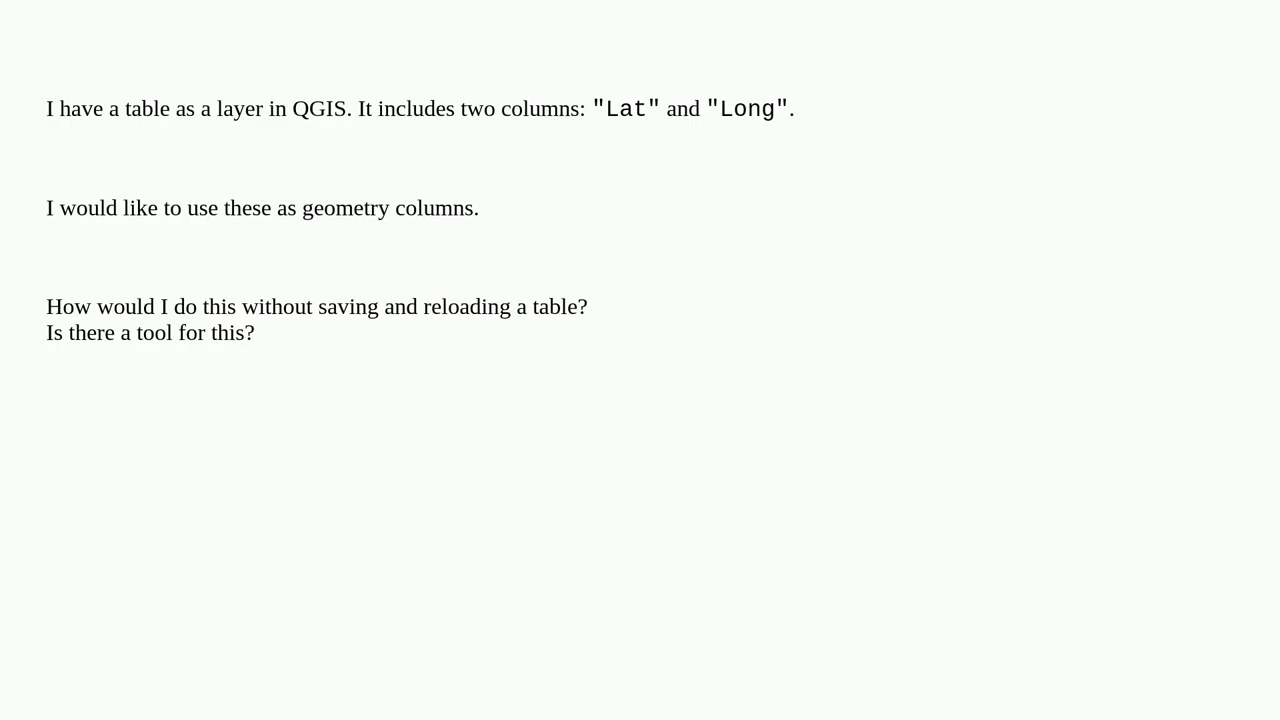 I have a table as a layer in QGIS. It includes two columns: "Lat" and "Long".
I would like to use these as geometry columns.
How would I do this without saving and reloading a table?
Is there a tool for this?